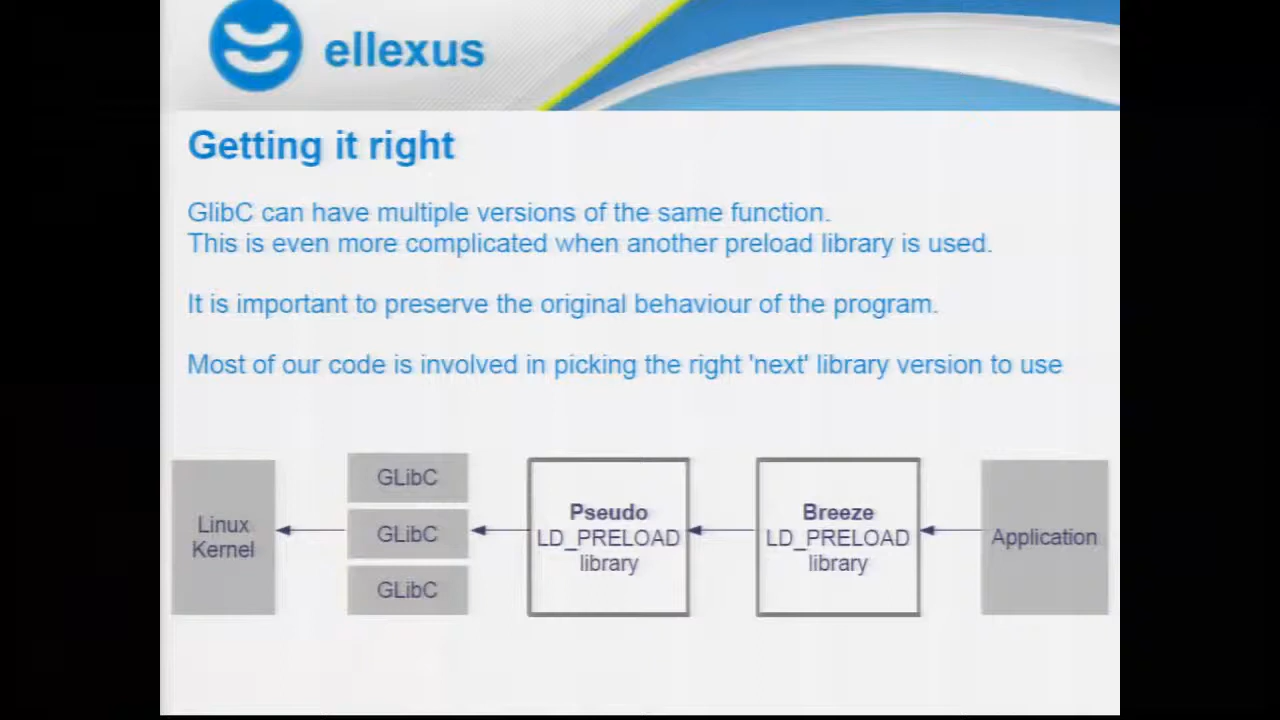 ellexus
Getting it right
GlibC can have multiple versions of the same function.
This is even more complicated when another preload library is used.
It is important to preserve the original behaviour of the program.
Most of our code is involved in picking the right 'next' library version to use
Linux
Kernel
GLibC
GLibC
GLibC
Pseudo
LD_PRELOAD
library
Breeze
LD_PRELOAD
library
Application